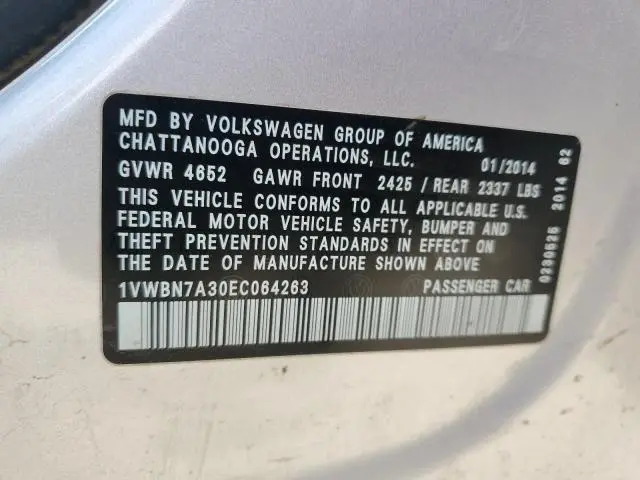 MFD BY VOLKSWAGEN GROUP OF AMERICA
CHATTANOOGA OPERATIONS, LLC. 01/2014
GVWR 4652 GAWR FRONT 2425 / REAR 2337 LBS
THIS VEHICLE CONFORMS TO ALL APPLICABLE U.S.
FEDERAL MOTOR VEHICLE SAFETY, BUMPER AND
THEFT PREVENTION STANDARDS IN EFFECT ON
THE DATE OF MANUFACTURE SHOWN ABOVE
1VWBN7A30EC064263 PASSENGER CAR
0230525 2014 62